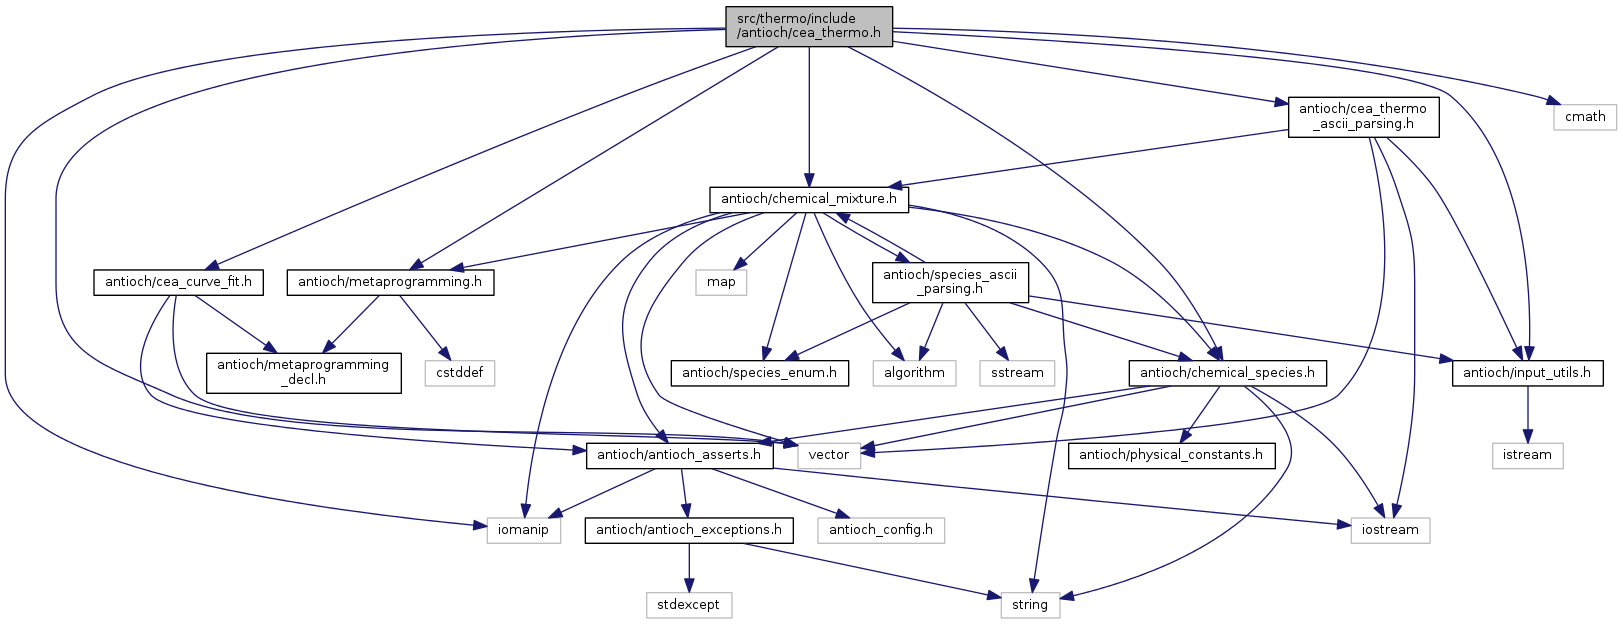 src/thermo/include
/antioch/cea_thermo.h
antioch/cea_thermo
_ascii_parsing.h
cmath
antioch/chemical_mixture.h
antioch/cea_curve_fit.h
antioch/metaprogramming.h
map
antioch/species_ascii
_parsing.h
antioch/metaprogramming
_decl.h
cstddef
antioch/species_enum.h
algorithm
sstream
antioch/chemical_species.h
antioch/input_utils.h
antioch/antioch_asserts.h
vector
antioch/physical_constants.h
istream
iomanip
antioch/antioch_exceptions.h
antioch_config.h
iostream
stdexcept
string